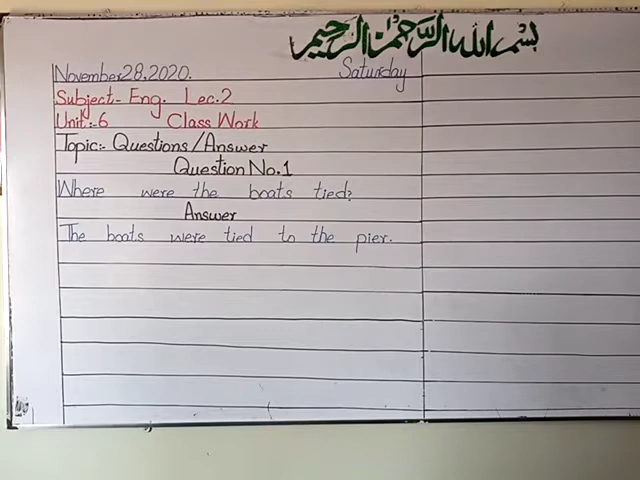 بسم اللہ الرحمن الرحیم
November 28, 2020. Saturday
Subject:- Eng. Lec.2
Unit:-6 Class Work
Topic:- Questions/Answer
Question No.1
Where were the boats tied?
Answer
The boats were tied to the pier.